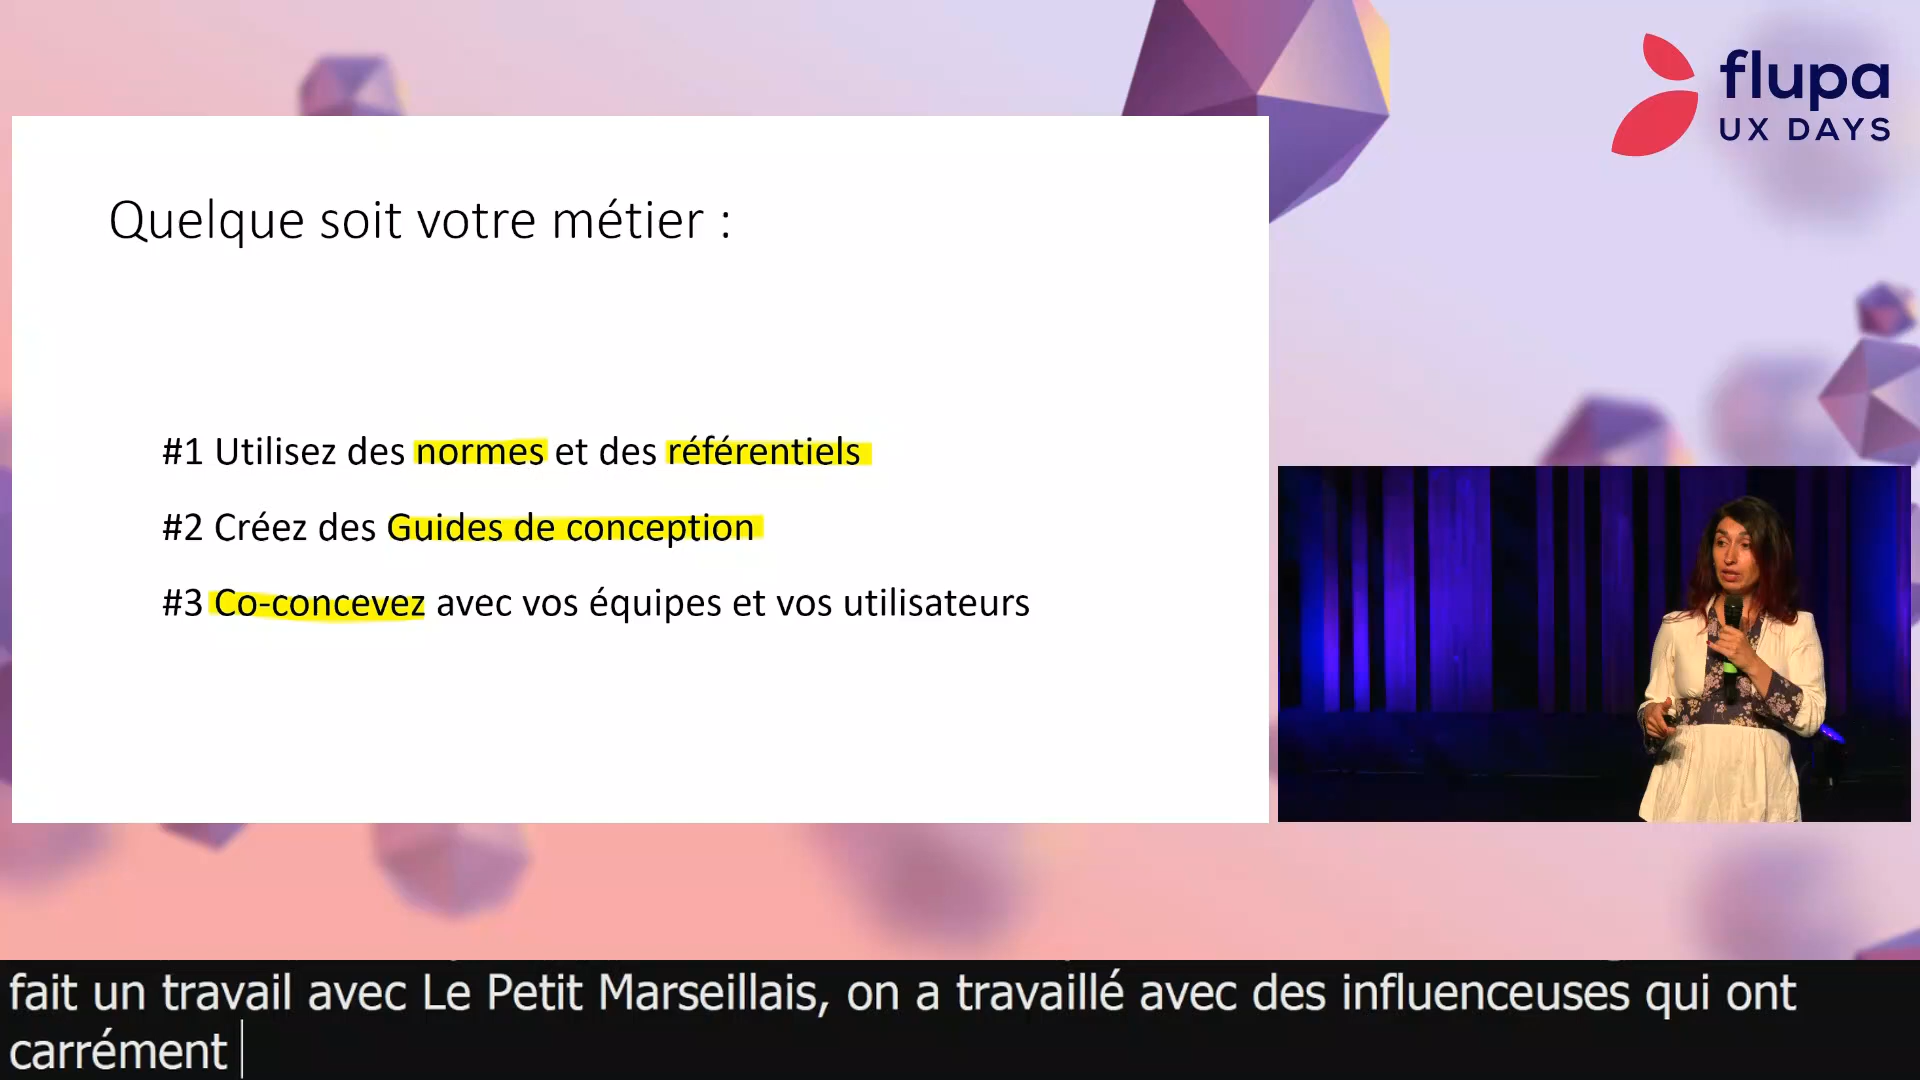 flupa
UX DAYS
Quelque soit votre métier :
#1 Utilisez des normes et des référentiels
#2 Créez des Guides de conception
#3 Co-concevez avec vos équipes et vos utilisateurs
fait un travail avec Le Petit Marseillais, on a travaillé avec des influenceuses qui ont
carrément